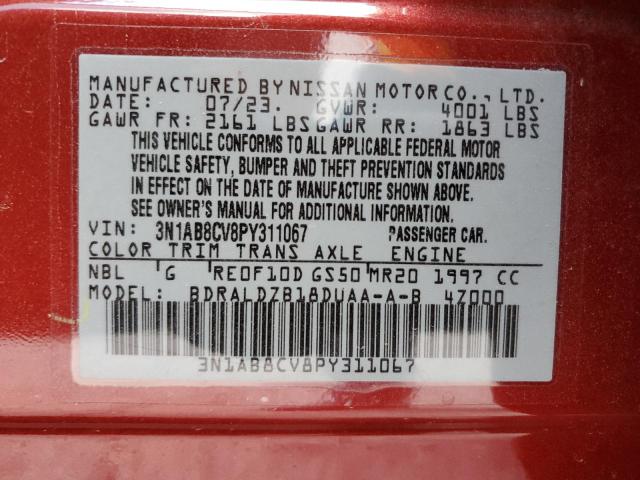 MANUFACTURED BY NISSAN MOTOR CO., LTD.
DATE: 07/23. GVWR: 4001 LBS
GAWR FR: 2161 LBS GAWR RR: 1863 LBS
THIS VEHICLE CONFORMS TO ALL APPLICABLE FEDERAL MOTOR
VEHICLE SAFETY, BUMPER AND THEFT PREVENTION STANDARDS
IN EFFECT ON THE DATE OF MANUFACTURE SHOWN ABOVE.
SEE OWNER'S MANUAL FOR ADDITIONAL INFORMATION.
VIN: 3N1AB8CV8PY311067 PASSENGER CAR.
COLOR TRIM TRANS AXLE ENGINE
NBL G RE0F10D GS50 MR20 1997 CC
MODEL: BDRALDZB18DUAA-A-B 4Z000
3N1AB8CV8PY311067